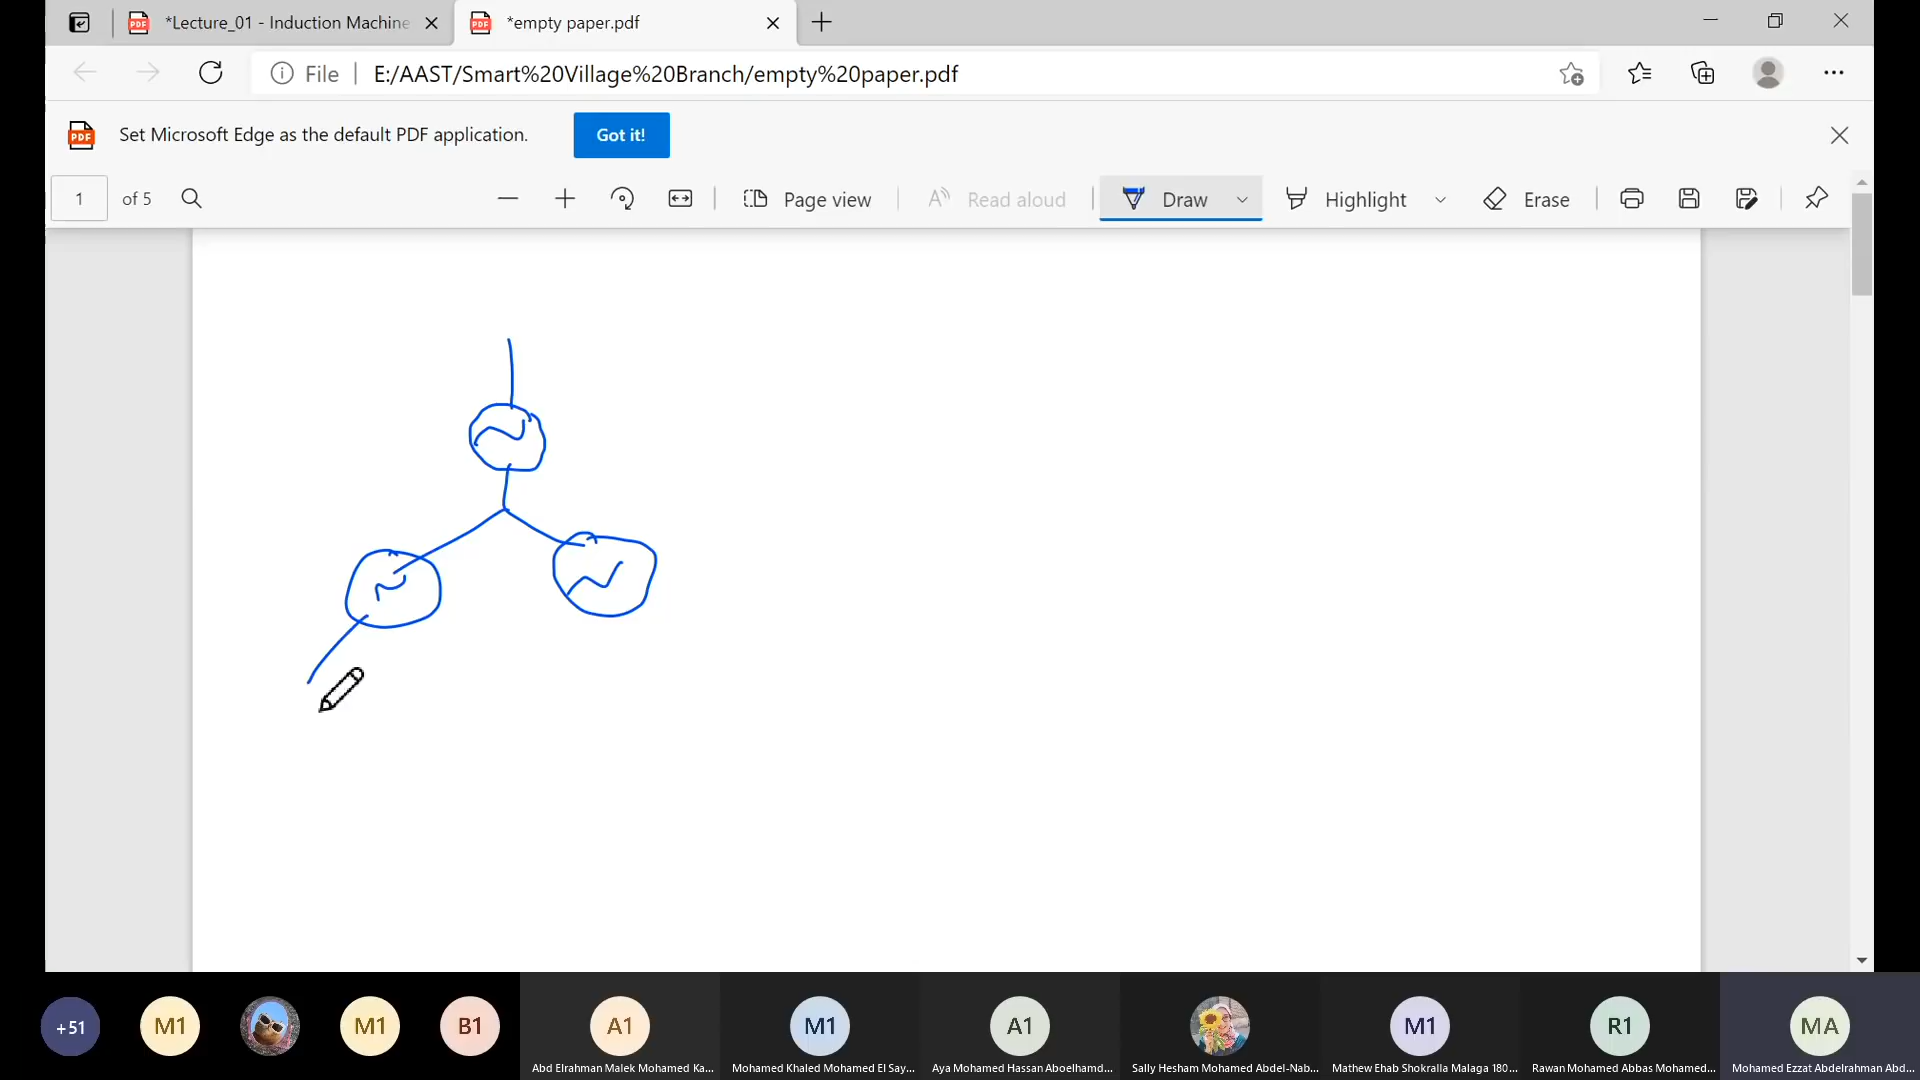 *Lecture_01 - Induction Machine
*empty paper.pdf
File | E:/AAST/Smart%20Village%20Branch/empty%20paper.pdf
PDF Set Microsoft Edge as the default PDF application. Got it!
1 of 5 Page view Read aloud Draw Highlight Erase
+51 M1 M1 B1 A1 M1 A1 M1 R1 MA
Abd Elrahman Malek Mohamed Ka... Mohamed Khaled Mohamed El Say... Aya Mohamed Hassan Aboelhamd... Sally Hesham Mohamed Abdel-Nab... Mathew Ehab Shokralla Malaga 180... Rawan Mohamed Abbas Mohamed... Mohamed Ezzat Abdelrahman Abd...